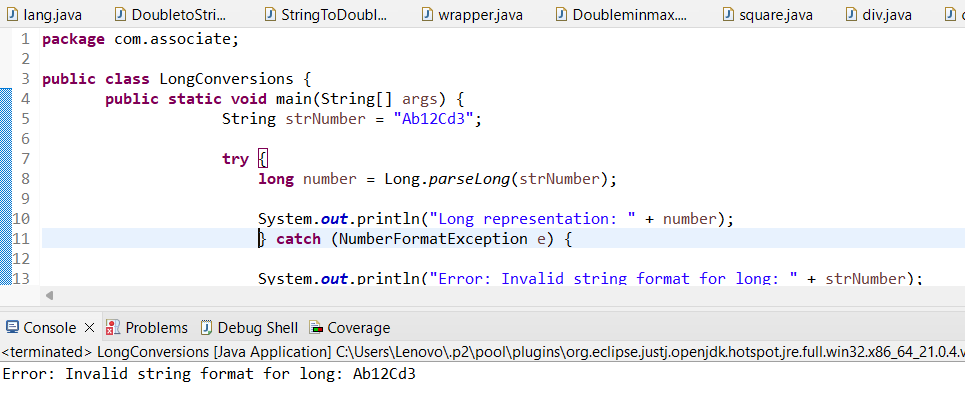 lang.java DoubletoStri... StringToDoubl... wrapper.java Doubleminmax.... square.java div.java
1 package com.associate;
2
3 public class LongConversions {
4 public static void main(String[] args) {
5 String strNumber = "Ab12Cd3";
6
7 try {
8 long number = Long.parseLong(strNumber);
9
10 System.out.println("Long representation: " + number);
11 } catch (NumberFormatException e) {
12
13 System.out.println("Error: Invalid string format for long: " + strNumber);
Console Problems Debug Shell Coverage
<terminated> LongConversions [Java Application] C:\Users\Lenovo\.p2\pool\plugins\org.eclipse.justj.openjdk.hotspot.jre.full.win32.x86_64_21.0.4.v
Error: Invalid string format for long: Ab12Cd3